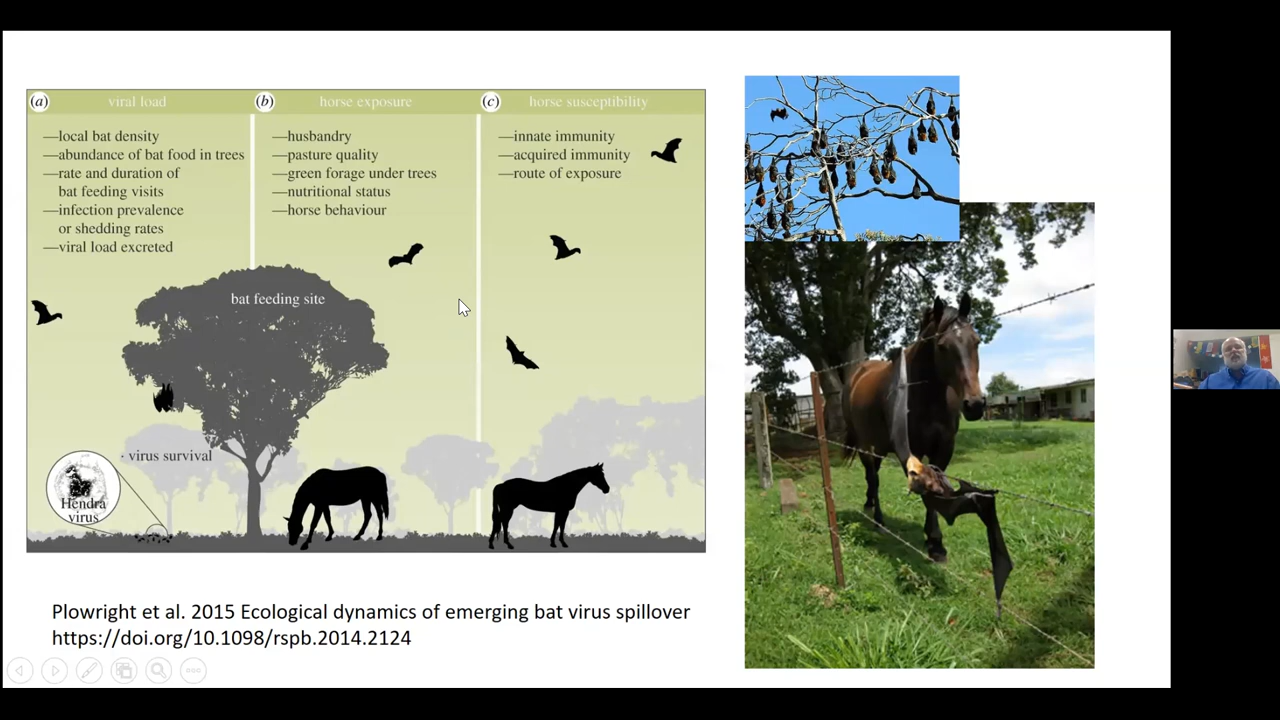 (a) viral load
—local bat density
—abundance of bat food in trees
—rate and duration of
bat feeding visits
—infection prevalence
or shedding rates
—viral load excreted
(b) horse exposure
—husbandry
—pasture quality
—green forage under trees
—nutritional status
—horse behaviour
(c) horse susceptibility
—innate immunity
—acquired immunity
—route of exposure
bat feeding site
virus survival
Hendra
virus
Plowright et al. 2015 Ecological dynamics of emerging bat virus spillover
https://doi.org/10.1098/rspb.2014.2124